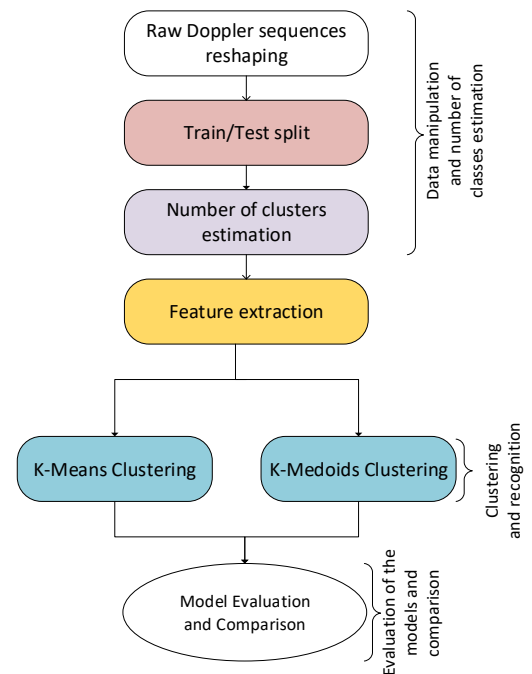 Raw Doppler sequences
reshaping
Train/Test split
Number of clusters
estimation
Data manipulation
and number of
classes estimation
Feature extraction
K-Means Clustering
K-Medoids Clustering
Clustering
and recognition
Model Evaluation
and Comparison
Evaluation of the
models and
comparison